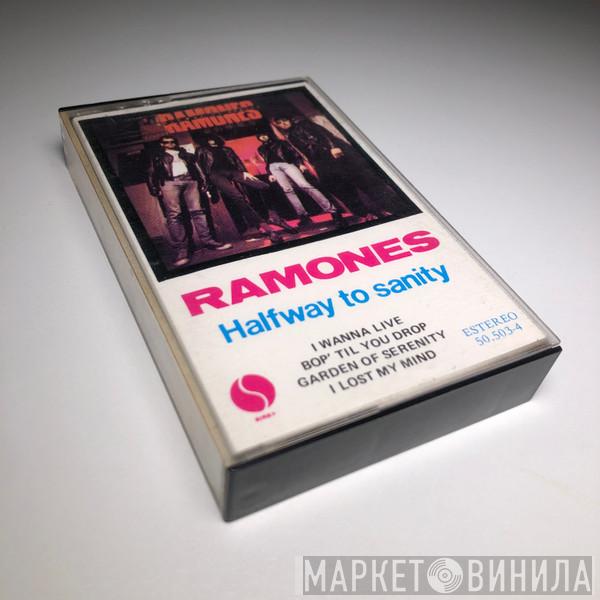 RAMONES
RAMONES
Halfway to sanity
I WANNA LIVE
BOP' TIL YOU DROP
GARDEN OF SERENITY
I LOST MY MIND
ESTEREO
50.503-4
МАРКЕТ ВИНИЛА